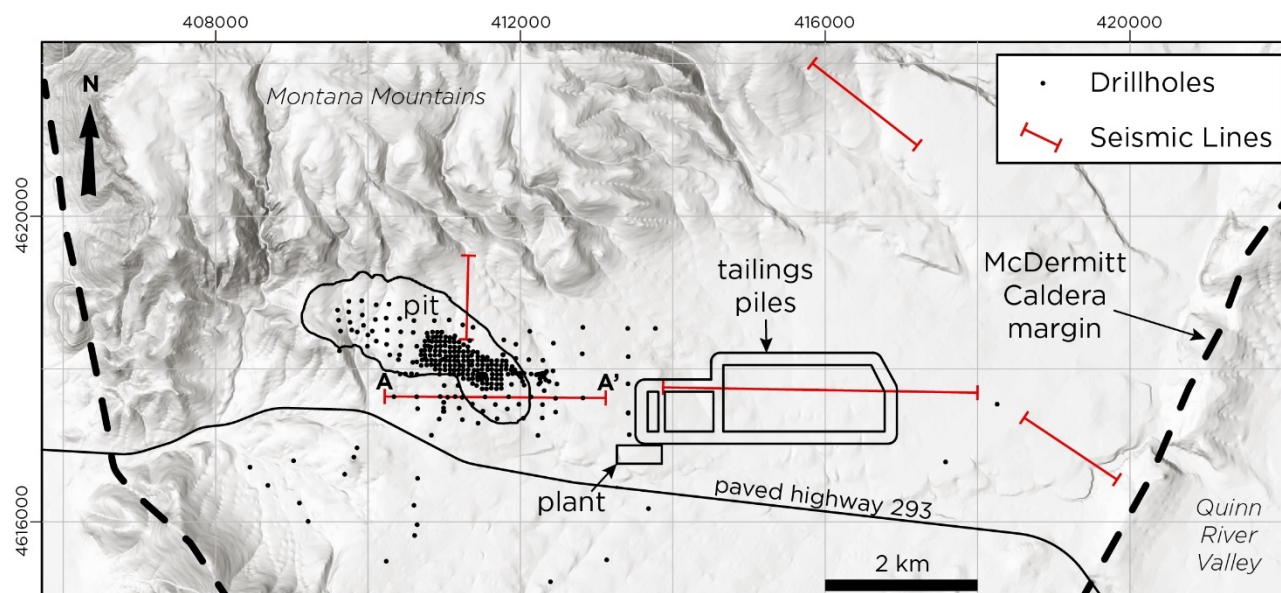 408000
412000
416000
420000
N
Montana Mountains
Drillholes
Seismic Lines
4620000
McDermitt
Caldera
margin
tailings
piles
pit
A
A'
plant
paved highway 293
4616000
Quinn
River
Valley
2 km